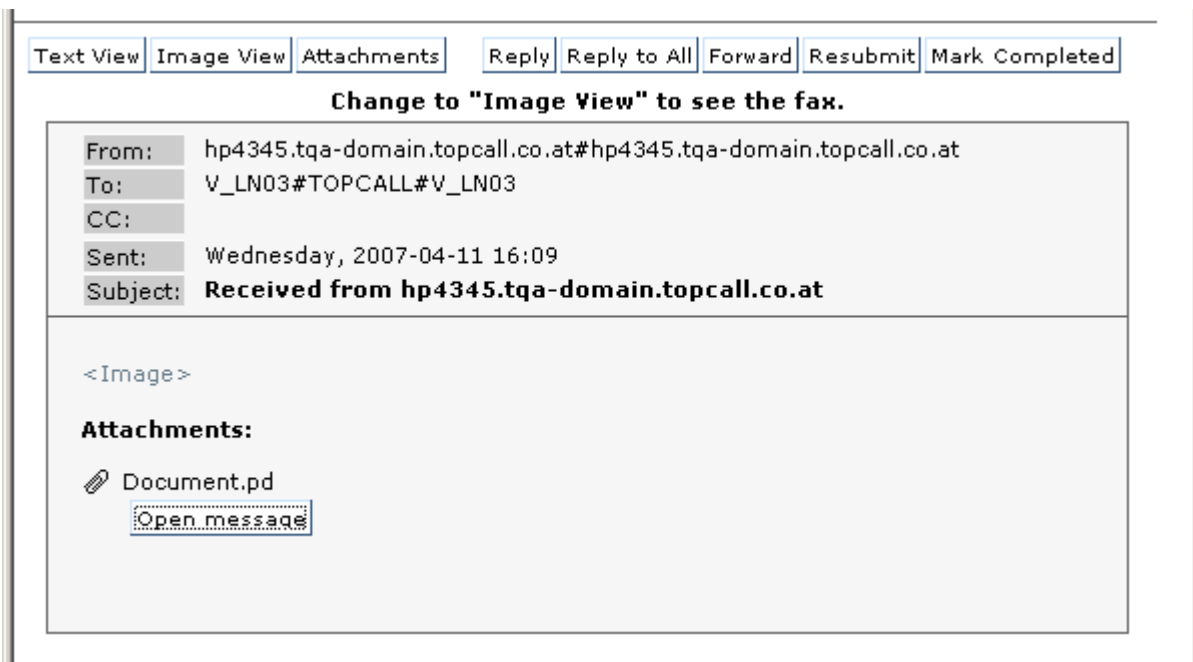 Text View Image View Attachments Reply Reply to All Forward Resubmit Mark Completed
Change to "Image View" to see the fax.
From: hp4345.tqa-domain.topcall.co.at#hp4345.tqa-domain.topcall.co.at
To: V_LN03#TOPCALL#V_LN03
CC:
Sent: Wednesday, 2007-04-11 16:09
Subject: Received from hp4345.tqa-domain.topcall.co.at
<Image>
Attachments:
Document.pd
Open message